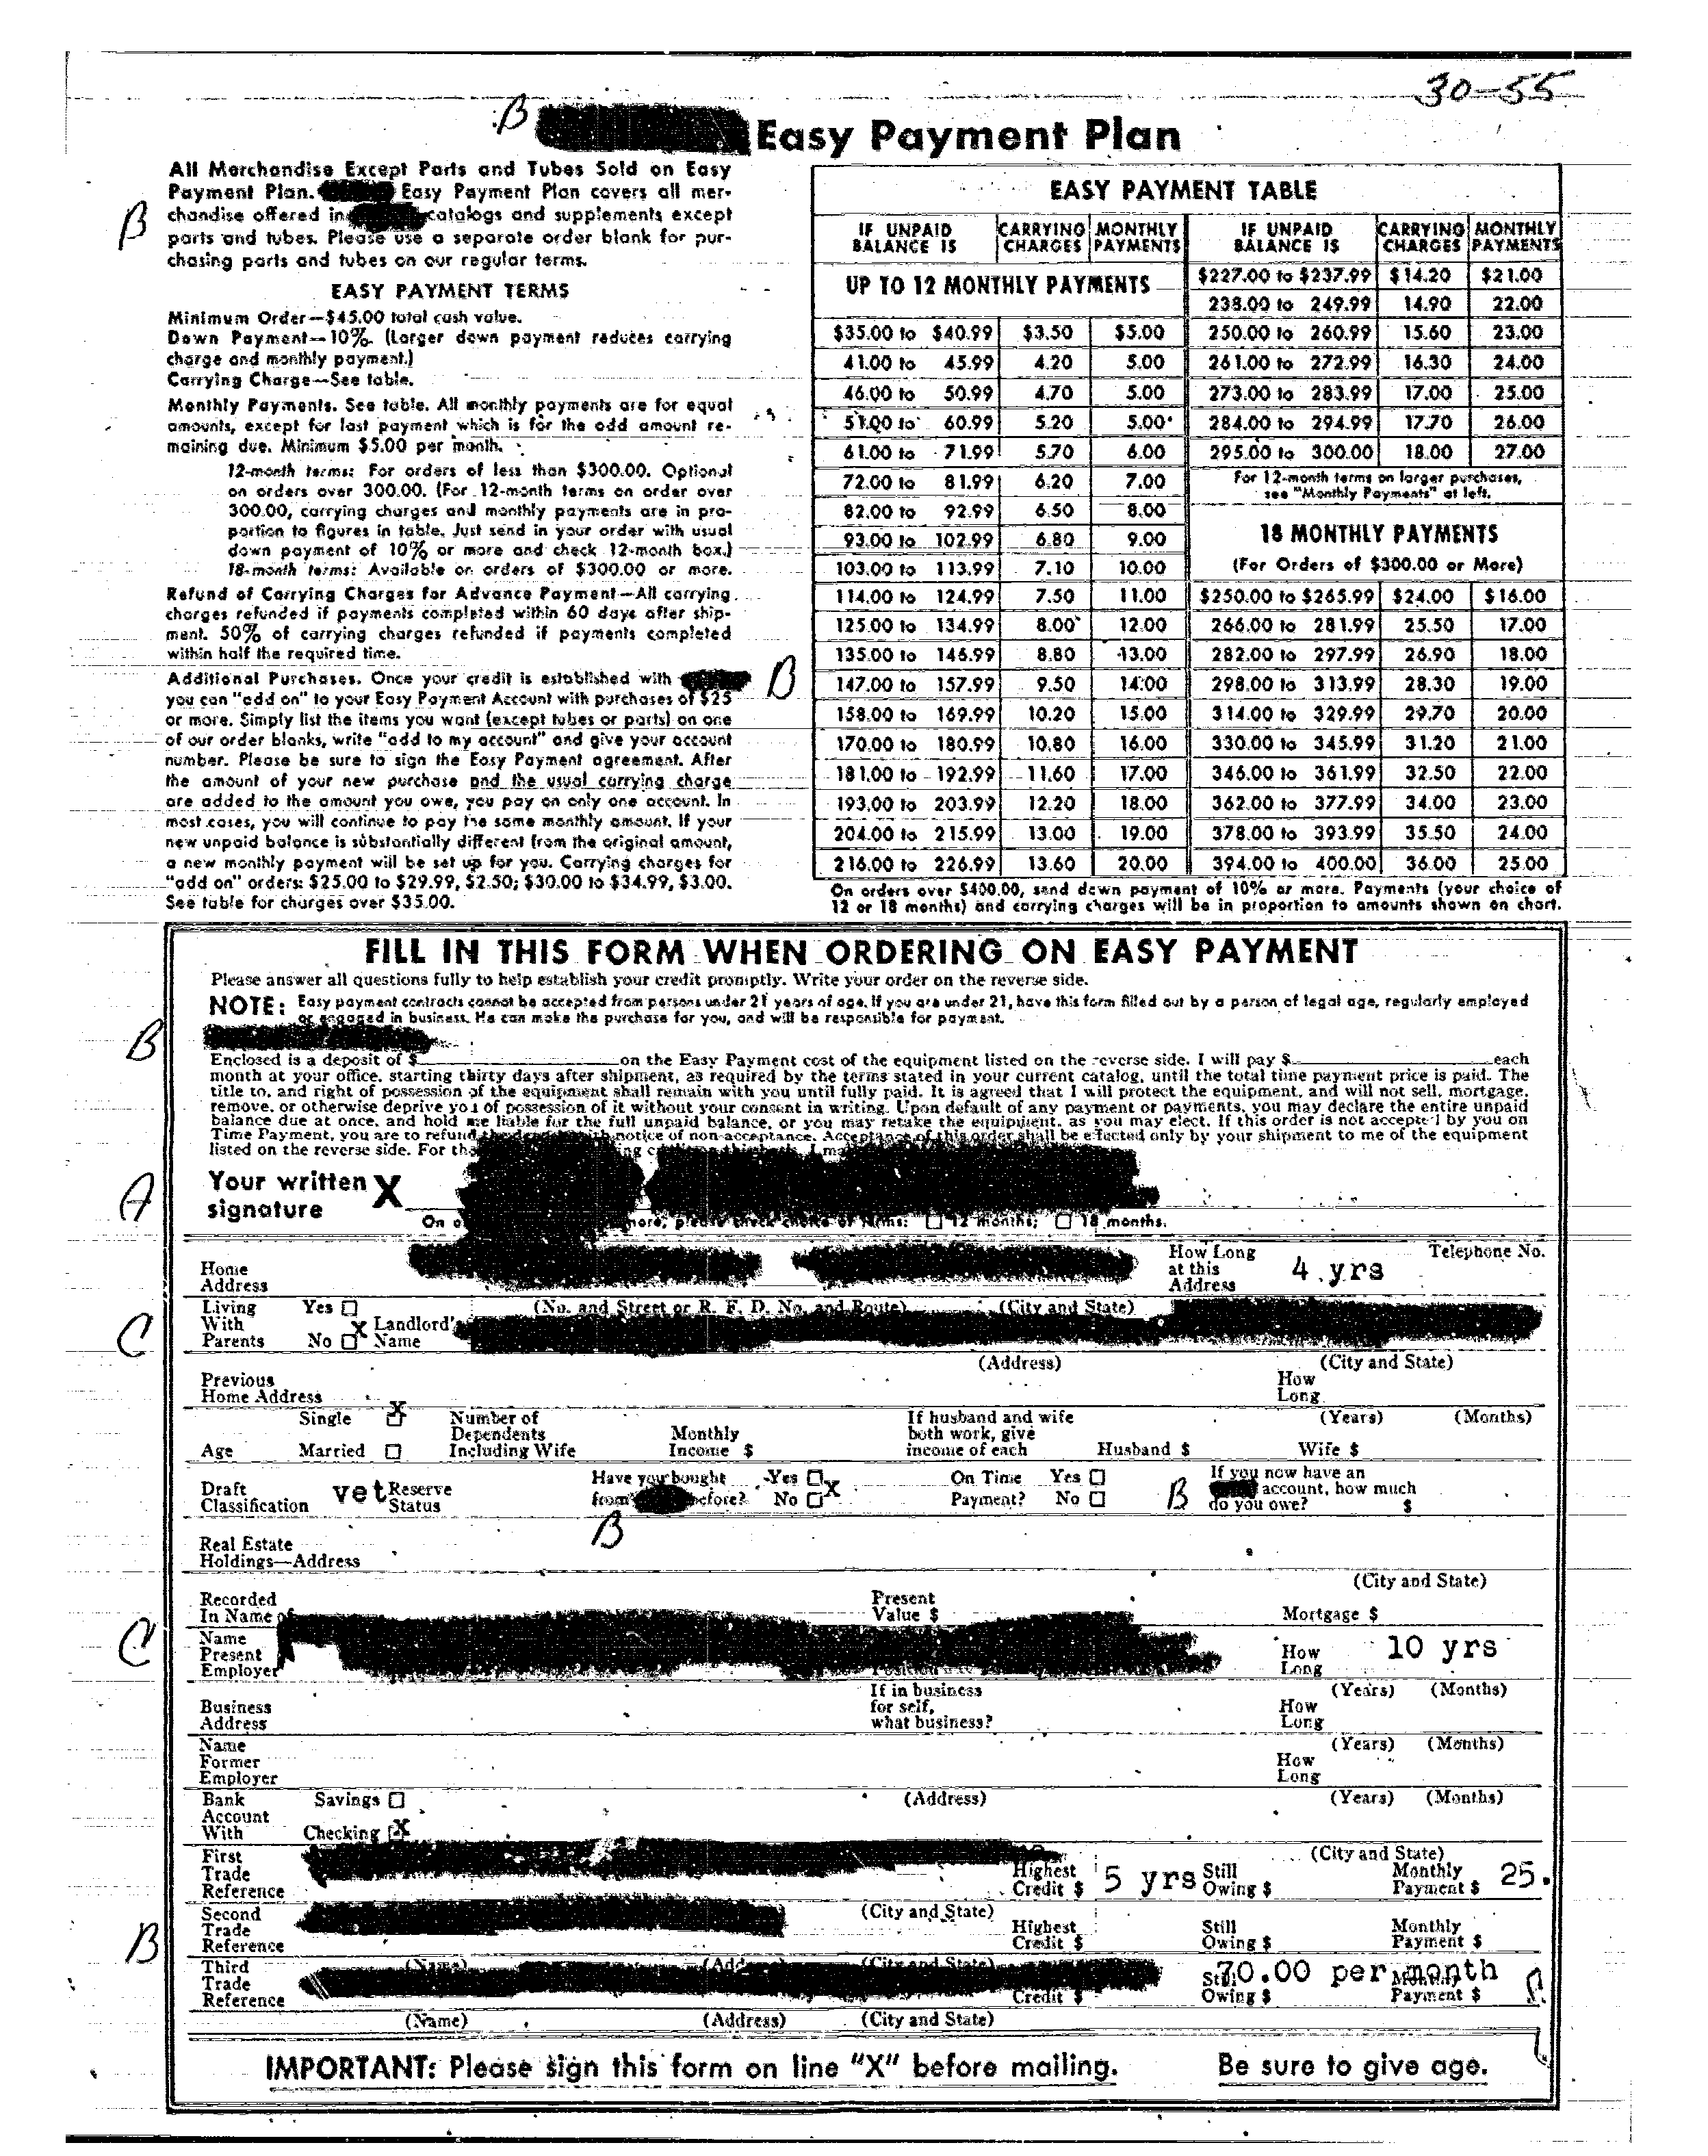 30-55
B
Easy Payment Plan
All Merchandise Except Parts and Tubes Sold on Easy
Payment Plan. Easy Payment Plan covers all mer-
chandise offered in catalogs and supplements except
B
parts and tubes. Please use a separate order blank for pur-
chasing parts and tubes on our regular terms.
EASY PAYMENT TERMS
Minimum Order—$45.00 total cash value.
Down Payment—10%. (Larger down payment reduces carrying
charge and monthly payment.)
Carrying Charge—See table.
Monthly Payments. See table. All monthly payments are for equal
amounts, except for last payment which is for the odd amount re-
maining due. Minimum $5.00 per month.
12-month terms: For orders of less than $300.00. Optional
on orders over 300.00. (For 12-month terms on order over
300.00, carrying charges and monthly payments are in pro-
portion to figures in table. Just send in your order with usual
down payment of 10% or more and check 12-month box.)
18-month terms: Available on orders of $300.00 or more.
Refund of Carrying Charges for Advance Payment—All carrying
charges refunded if payments completed within 60 days after ship-
ment. 50% of carrying charges refunded if payments completed
within half the required time.
Additional Purchases. Once your credit is established with
B
you can "add on" to your Easy Payment Account with purchases of $25
or more. Simply list the items you want (except tubes or parts) on one
of our order blanks, write "add to my account" and give your account
number. Please be sure to sign the Easy Payment agreement. After
the amount of your new purchase and the usual carrying charge
are added to the amount you owe, you pay on only one account. In
most cases, you will continue to pay the same monthly amount. If your
new unpaid balance is substantially different from the original amount,
a new monthly payment will be set up for you. Carrying charges for
"add on" orders: $25.00 to $29.99, $2.50; $30.00 to $34.99, $3.00.
See table for charges over $35.00.
EASY PAYMENT TABLE
IF UNPAID BALANCE IS CARRYING CHARGES MONTHLY PAYMENTS
UP TO 12 MONTHLY PAYMENTS
$35.00 to $40.99 $3.50 $5.00
41.00 to 45.99 4.20 5.00
46.00 to 50.99 4.70 5.00
51.00 to 60.99 5.20 5.00
61.00 to 71.99 5.70 6.00
72.00 to 81.99 6.20 7.00
82.00 to 92.99 6.50 8.00
93.00 to 102.99 6.80 9.00
103.00 to 113.99 7.10 10.00
114.00 to 124.99 7.50 11.00
125.00 to 134.99 8.00 12.00
135.00 to 146.99 8.80 13.00
147.00 to 157.99 9.50 14.00
158.00 to 169.99 10.20 15.00
170.00 to 180.99 10.80 16.00
181.00 to 192.99 11.60 17.00
193.00 to 203.99 12.20 18.00
204.00 to 215.99 13.00 19.00
216.00 to 226.99 13.60 20.00
IF UNPAID BALANCE IS CARRYING CHARGES MONTHLY PAYMENTS
$227.00 to $237.99 $14.20 $21.00
238.00 to 249.99 14.90 22.00
250.00 to 260.99 15.60 23.00
261.00 to 272.99 16.30 24.00
273.00 to 283.99 17.00 25.00
284.00 to 294.99 17.70 26.00
295.00 to 300.00 18.00 27.00
For 12-month terms on larger purchases,
see "Monthly Payments" at left.
18 MONTHLY PAYMENTS
(For Orders of $300.00 or More)
$250.00 to $265.99 $24.00 $16.00
266.00 to 281.99 25.50 17.00
282.00 to 297.99 26.90 18.00
298.00 to 313.99 28.30 19.00
314.00 to 329.99 29.70 20.00
330.00 to 345.99 31.20 21.00
346.00 to 361.99 32.50 22.00
362.00 to 377.99 34.00 23.00
378.00 to 393.99 35.50 24.00
394.00 to 400.00 36.00 25.00
On orders over $400.00, send down payment of 10% or more. Payments (your choice of
12 or 18 months) and carrying charges will be in proportion to amounts shown on chart.
FILL IN THIS FORM WHEN ORDERING ON EASY PAYMENT
Please answer all questions fully to help establish your credit promptly. Write your order on the reverse side.
NOTE: Easy payment contracts cannot be accepted from persons under 21 years of age. If you are under 21, have this form filled out by a person of legal age, regularly employed
or engaged in business. He can make the purchase for you, and will be responsible for payment.
B
Enclosed is a deposit of $ on the Easy Payment cost of the equipment listed on the reverse side. I will pay $ each
month at your office, starting thirty days after shipment, as required by the terms stated in your current catalog, until the total time payment price is paid. The
title to, and right of possession of the equipment shall remain with you until fully paid. It is agreed that I will protect the equipment, and will not sell, mortgage,
remove, or otherwise deprive you of possession of it without your consent in writing. Upon default of any payment or payments, you may declare the entire unpaid
balance due at once, and hold me liable for the full unpaid balance, or you may retake the equipment, as you may elect. If this order is not accepted by you on
Time Payment, you are to refund notice of non-acceptance. Acceptance of this order shall be effected only by your shipment to me of the equipment
listed on the reverse side. For
A
Your written signature X
On more, please check choice of terms: 12 months; 18 months.
Home Address
How Long at this Address 4 yrs
Telephone No.
(No. and Street or R. F. D. No. and Route) (City and State)
C
Living With Parents Yes No X
Landlord's Name
(Address) (City and State)
Previous Home Address
How Long
(Years) (Months)
Age Single X Married
Number of Dependents Including Wife
Monthly Income $
If husband and wife both work, give income of each Husband $ Wife $
Draft Classification vet Reserve Status
Have you bought from before? Yes No X
On Time Payment? Yes No
B
If you now have an account, how much do you owe? $
B
Real Estate Holdings—Address
(City and State)
Recorded In Name of
Present Value $
Mortgage $
C
Name Present Employer
How Long 10 yrs
(Years) (Months)
Business Address
If in business for self, what business?
How Long
(Years) (Months)
Name Former Employer
How Long
(Address) (Years) (Months)
Bank Account With Savings Checking X
(City and State)
First Trade Reference
Highest Credit $ 5 yrs Still Owing $ Monthly Payment $ 25.
(City and State)
B
Second Trade Reference
Highest Credit $ Still Owing $ Monthly Payment $
(Name) (City and State)
Third Trade Reference
Credit $ Owing $ 70.00 per month Payment $
(Name) (Address) (City and State)
IMPORTANT: Please sign this form on line "X" before mailing. Be sure to give age.